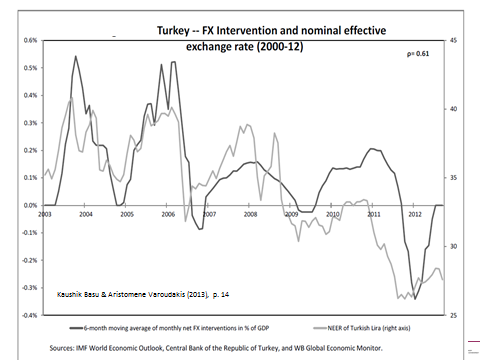 Turkey -- FX Intervention and nominal effective
exchange rate (2000-12)
ρ= 0.61
0.6%
0.5%
0.4%
0.3%
0.2%
0.1%
0.0%
-0.1%
-0.2%
-0.3%
-0.4%
45
40
35
30
25
2003 2004 2005 2006 2007 2008 2009 2010 2011 2012
Kaushik Basu & Aristomene Varoudakis (2013), p. 14
6-month moving average of monthly net FX interventions in % of GDP
NEER of Turkish Lira (right axis)
Sources: IMF World Economic Outlook, Central Bank of the Republic of Turkey, and WB Global Economic Monitor.